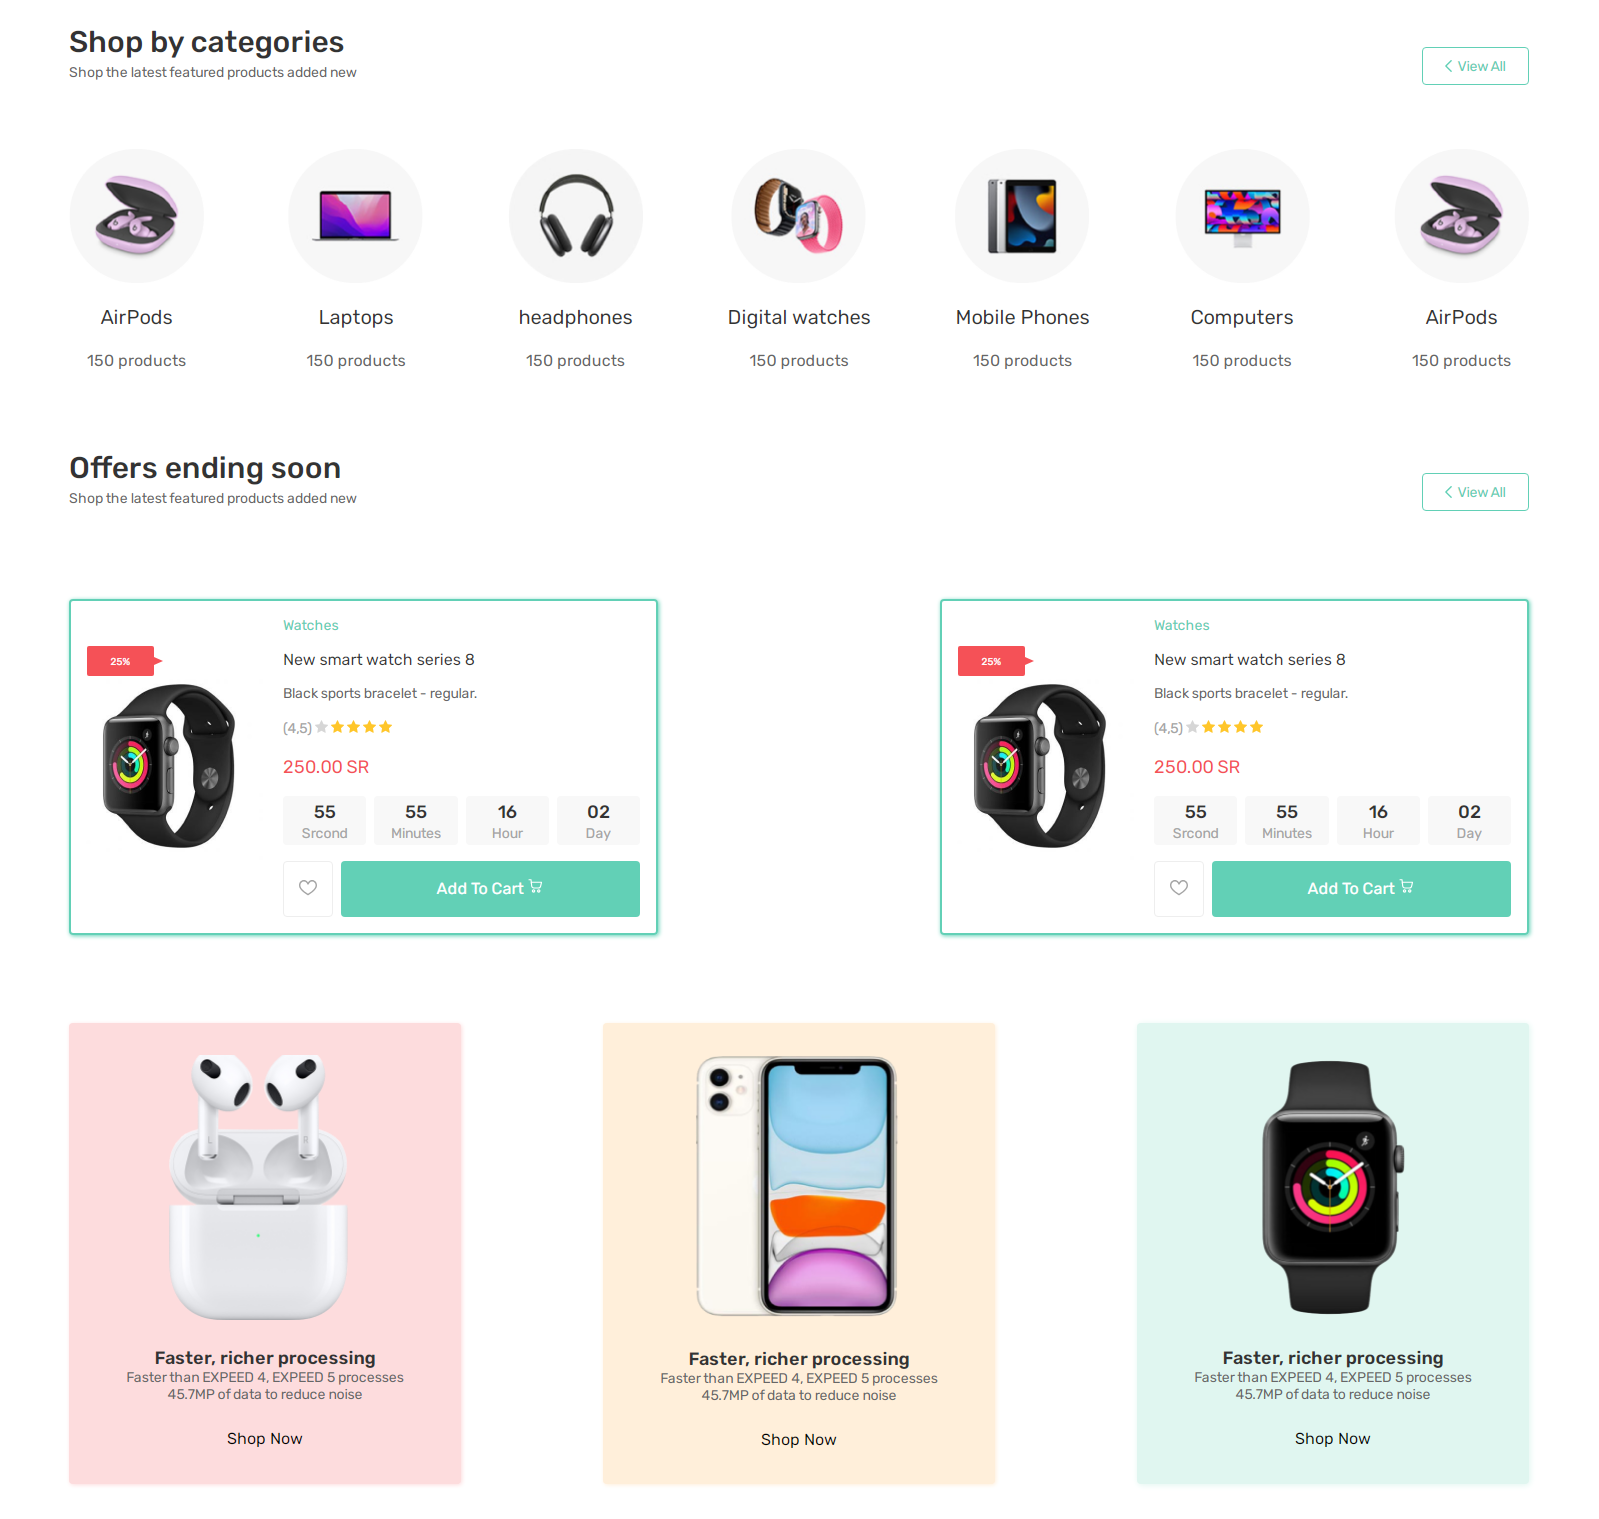 Shop by categories
Shop the latest featured products added new
View All
AirPods
Laptops
headphones
Digital watches
Mobile Phones
Computers
AirPods
150 products
150 products
150 products
150 products
150 products
150 products
150 products
Offers ending soon
Shop the latest featured products added new
View All
Watches
25%
New smart watch series 8
Black sports bracelet - regular.
(4,5)
250.00 SR
55
55
16
02
Srcond
Minutes
Hour
Day
Add To Cart
Watches
25%
New smart watch series 8
Black sports bracelet - regular.
(4,5)
250.00 SR
55
55
16
02
Srcond
Minutes
Hour
Day
Add To Cart
L
R
Faster, richer processing
Faster than EXPEED 4, EXPEED 5 processes
45.7MP of data to reduce noise
Shop Now
Faster, richer processing
Faster than EXPEED 4, EXPEED 5 processes
45.7MP of data to reduce noise
Shop Now
Faster, richer processing
Faster than EXPEED 4, EXPEED 5 processes
45.7MP of data to reduce noise
Shop Now